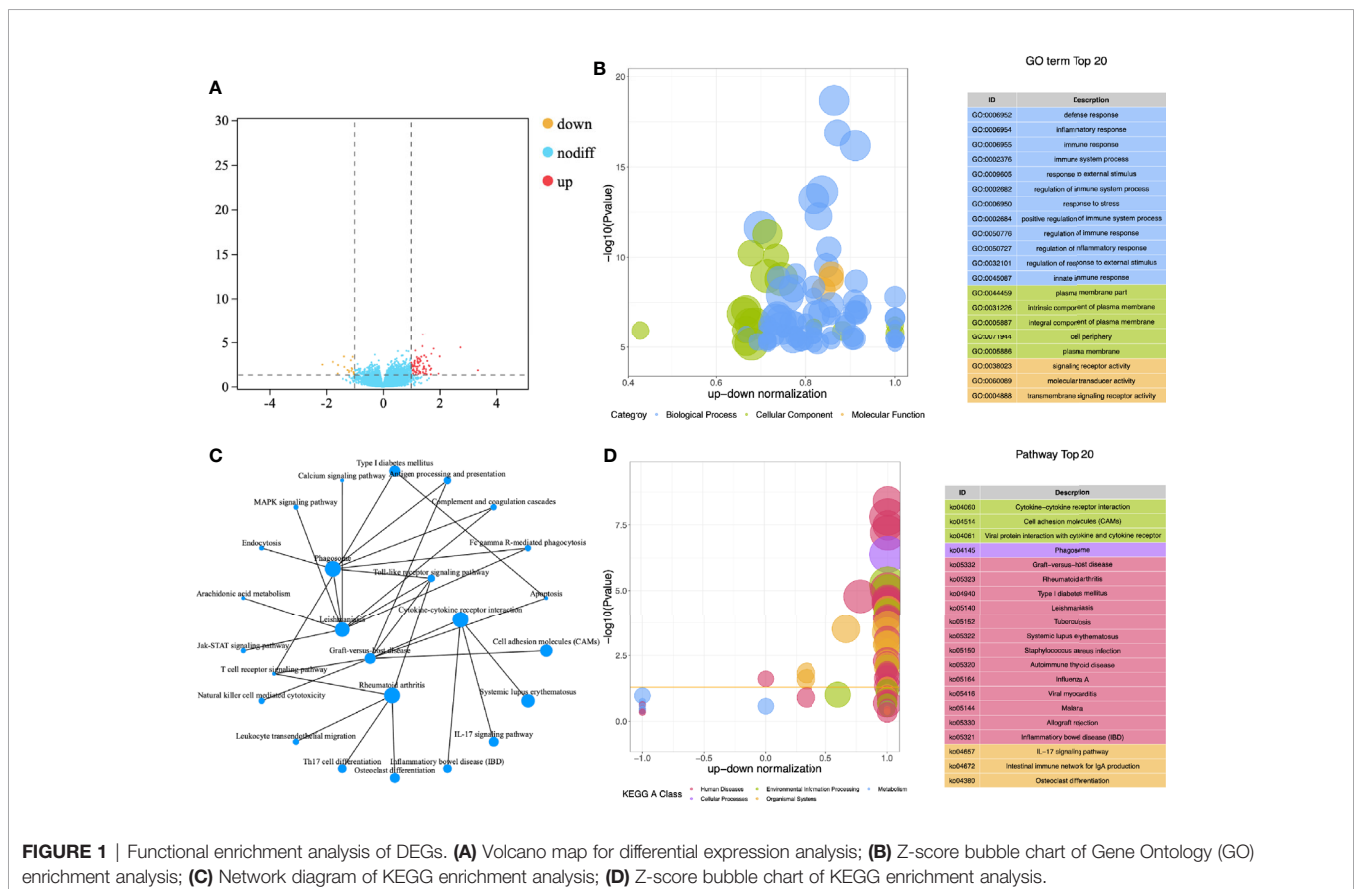 A
30
25
20
15
10
5
0
-4
-2
0
2
4
down
nodiff
up
B
20
15
10
5
0.4
0.6
0.8
1.0
-log10(Pvalue)
up-down normalization
Category Biological Process Cellular Component Molecular Function
GO term Top 20
ID Description
GO:0006952 defense response
GO:0006954 inflammatory response
GO:0006955 immune response
GO:0002376 immune system process
GO:0009605 response to external stimulus
GO:0002682 regulation of immune system process
GO:0006950 response to stress
GO:0002684 positive regulation of immune system process
GO:0050776 regulation of immune response
GO:0050727 regulation of inflammatory response
GO:0032101 regulation of response to external stimulus
GO:0045087 innate immune response
GO:0044459 plasma membrane part
GO:0031226 intrinsic component of plasma membrane
GO:0005887 integral component of plasma membrane
GO:0071944 cell periphery
GO:0005886 plasma membrane
GO:0038023 signaling receptor activity
GO:0060089 molecular transducer activity
GO:0004888 transmembrane signaling receptor activity
C
Type I diabetes mellitus
Calcium signaling pathway
Antigen processing and presentation
MAPK signaling pathway
Complement and coagulation cascades
Endocytosis
Fc gamma R-mediated phagocytosis
Phagosome
Toll-like receptor signaling pathway
Arachidonic acid metabolism
Apoptosis
Cytokine-cytokine receptor interaction
Leishmaniasis
Jak-STAT signaling pathway
Cell adhesion molecules (CAMs)
Graft-versus-host disease
T cell receptor signaling pathway
Rheumatoid arthritis
Natural killer cell mediated cytotoxicity
Systemic lupus erythematosus
Leukocyte transendothelial migration
IL-17 signaling pathway
Th17 cell differentiation
Inflammatory bowel disease (IBD)
Osteoclast differentiation
D
7.5
5.0
2.5
0.0
-1.0
-0.5
0.0
0.5
1.0
-log10(Pvalue)
up-down normalization
KEGG A Class Human Diseases Environmental Information Processing Metabolism
Cellular Processes Organismal Systems
Pathway Top 20
ID Description
ko04060 Cytokine-cytokine receptor interaction
ko04514 Cell adhesion molecules (CAMs)
ko04061 Viral protein interaction with cytokine and cytokine receptor
ko04145 Phagosome
ko05332 Graft-versus-host disease
ko05323 Rheumatoid arthritis
ko04940 Type I diabetes mellitus
ko05140 Leishmaniasis
ko05152 Tuberculosis
ko05322 Systemic lupus erythematosus
ko05150 Staphylococcus aureus infection
ko05320 Autoimmune thyroid disease
ko05164 Influenza A
ko05416 Viral myocarditis
ko05144 Malaria
ko05330 Allograft rejection
ko05321 Inflammatory bowel disease (IBD)
ko04657 IL-17 signaling pathway
ko04672 Intestinal immune network for IgA production
ko04380 Osteoclast differentiation
FIGURE 1 | Functional enrichment analysis of DEGs. (A) Volcano map for differential expression analysis; (B) Z-score bubble chart of Gene Ontology (GO)
enrichment analysis; (C) Network diagram of KEGG enrichment analysis; (D) Z-score bubble chart of KEGG enrichment analysis.